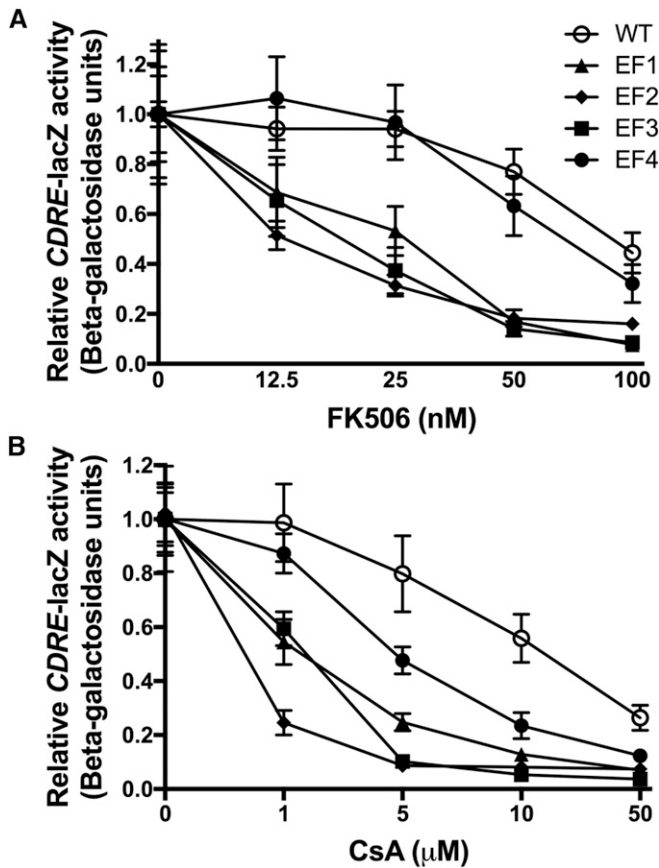 A
Relative CDRE-lacZ activity
(Beta-galactosidase units)
1.2
1.0
0.8
0.6
0.4
0.2
0.0
0 12.5 25 50 100
FK506 (nM)
WT
EF1
EF2
EF3
EF4
B
Relative CDRE-lacZ activity
(Beta-galactosidase units)
1.2
1.0
0.8
0.6
0.4
0.2
0.0
0 1 5 10 50
CsA (μM)